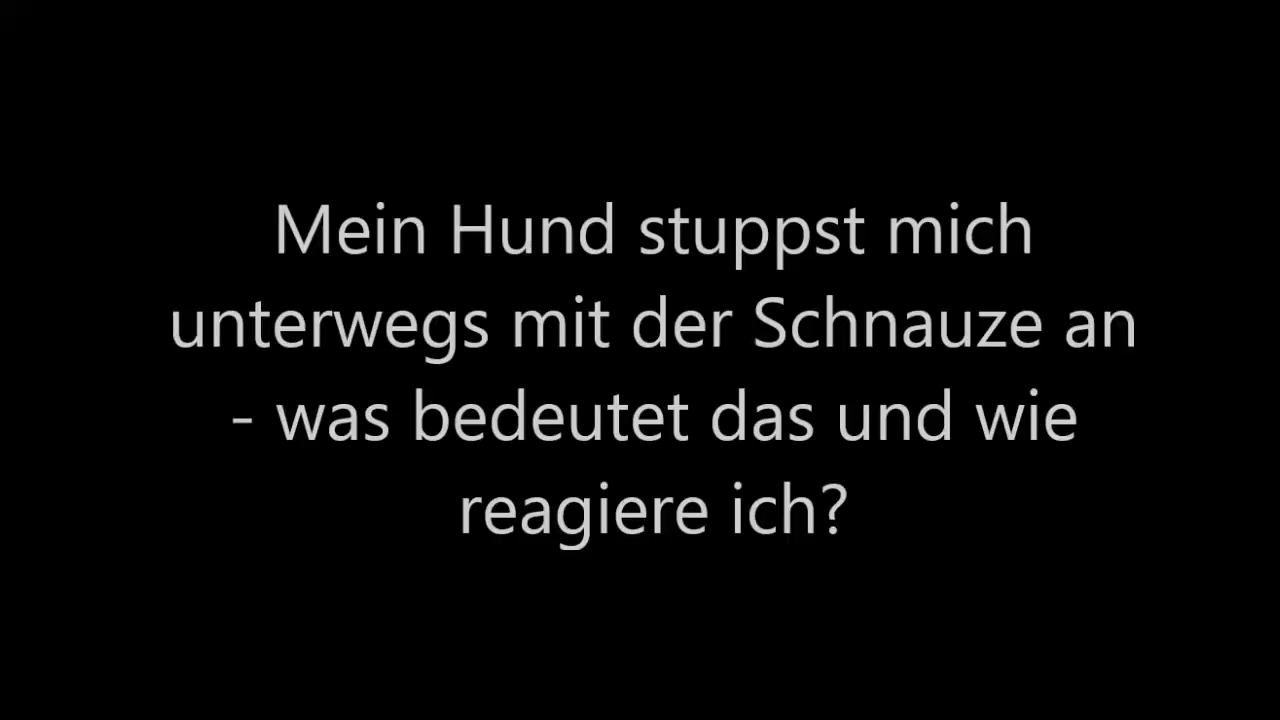 Mein Hund stuppst mich
unterwegs mit der Schnauze an
- was bedeutet das und wie
reagiere ich?